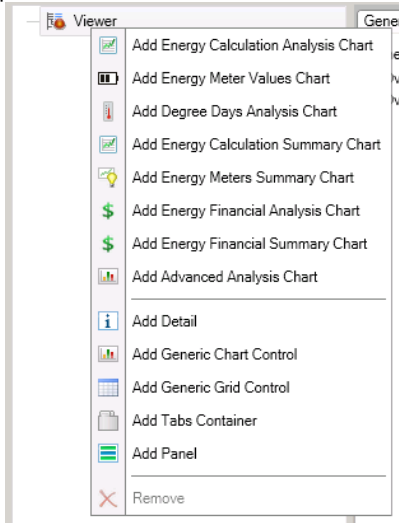 Viewer
Add Energy Calculation Analysis Chart
Add Energy Meter Values Chart
Add Degree Days Analysis Chart
Add Energy Calculation Summary Chart
Add Energy Meters Summary Chart
Add Energy Financial Analysis Chart
Add Energy Financial Summary Chart
Add Advanced Analysis Chart
Add Detail
Add Generic Chart Control
Add Generic Grid Control
Add Tabs Container
Add Panel
Remove